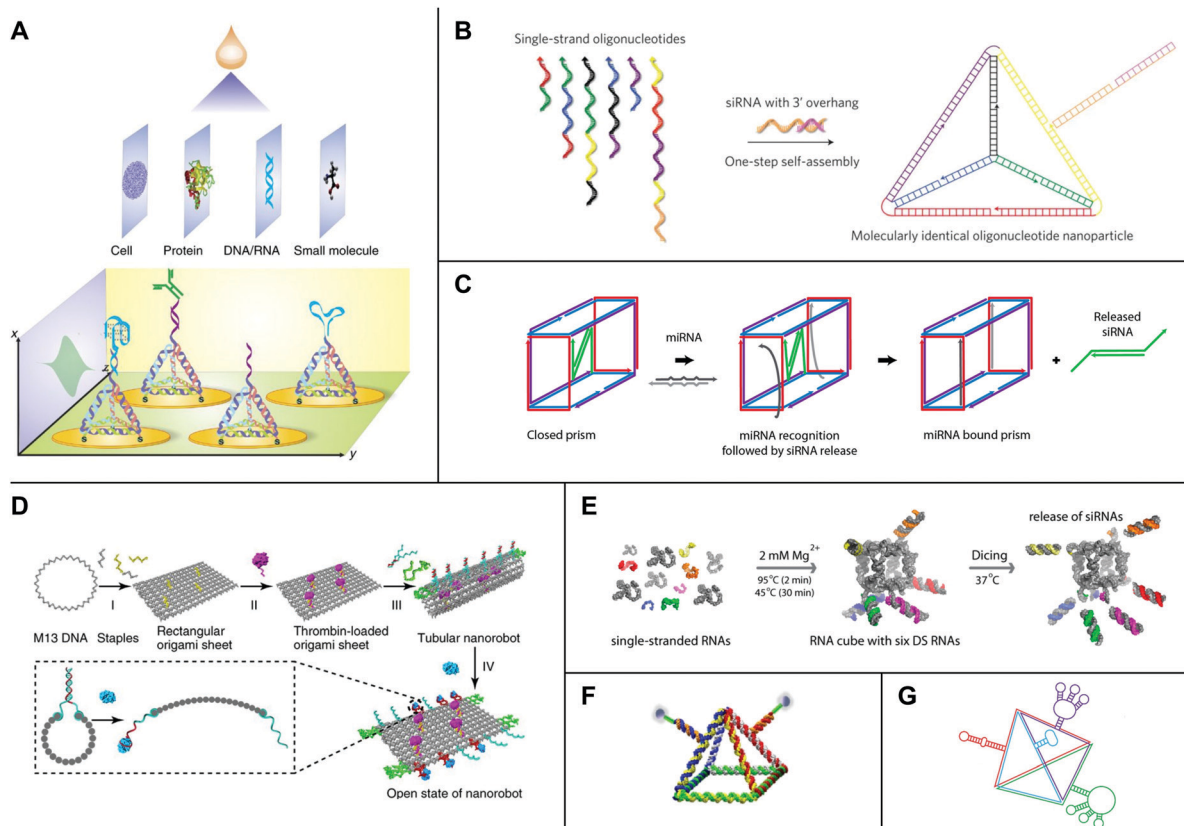 A
Cell
Protein
DNA/RNA
Small molecule
x
z
y
S
S
S
S
S
S
S
S
B
Single-strand oligonucleotides
siRNA with 3' overhang
One-step self-assembly
Molecularly identical oligonucleotide nanoparticle
C
miRNA
Released
siRNA
Closed prism
miRNA recognition
followed by siRNA release
miRNA bound prism
D
I
II
III
M13 DNA
Staples
Rectangular
origami sheet
Thrombin-loaded
origami sheet
Tubular nanorobot
IV
Open state of nanorobot
E
2 mM Mg2+
95°C (2 min)
45°C (30 min)
Dicing
37°C
release of siRNAs
single-stranded RNAs
RNA cube with six DS RNAs
F
G